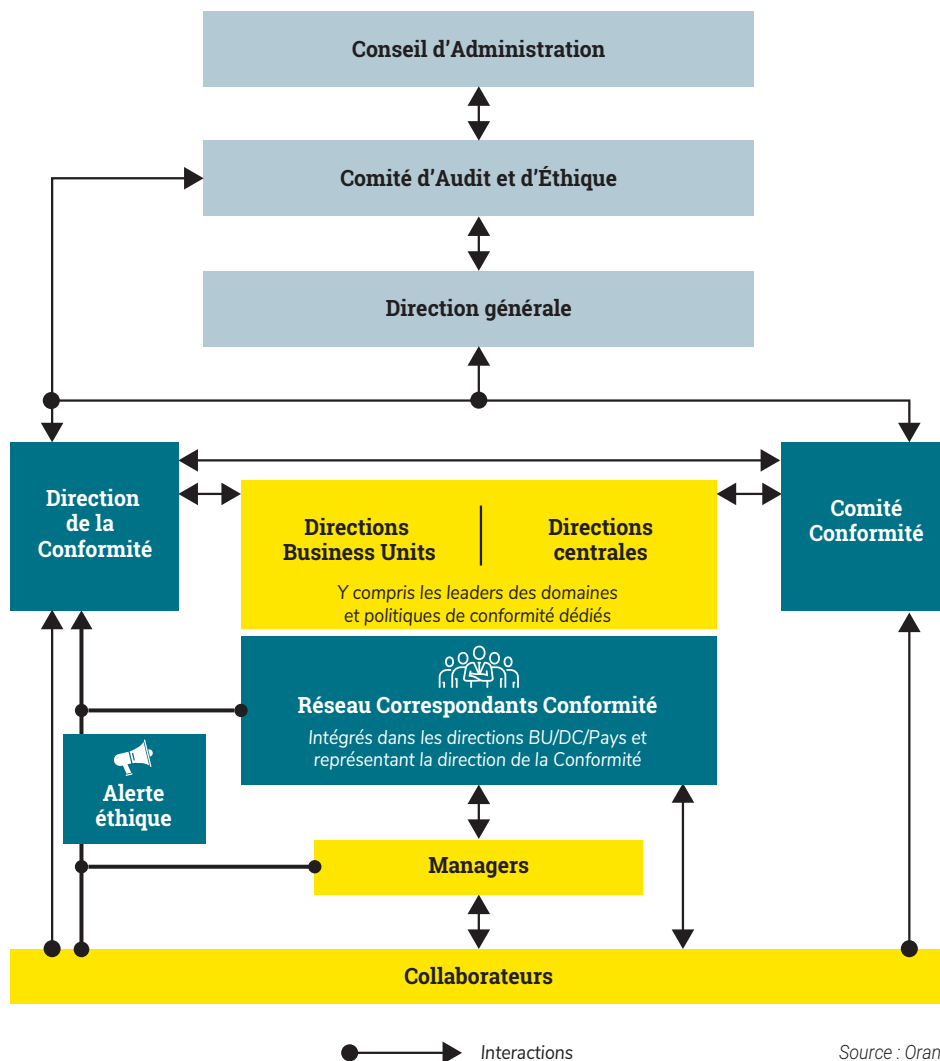 Conseil d’Administration
Comité d’Audit et d’Éthique
Direction générale
Direction
de la
Conformité
Directions
Business Units
Directions
centrales
Y compris les leaders des domaines
et politiques de conformité dédiés
Comité
Conformité
Réseau Correspondants Conformité
Intégrés dans les directions BU/DC/Pays et
représentant la direction de la Conformité
Alerte
éthique
Managers
Collaborateurs
Interactions
Source : Oran